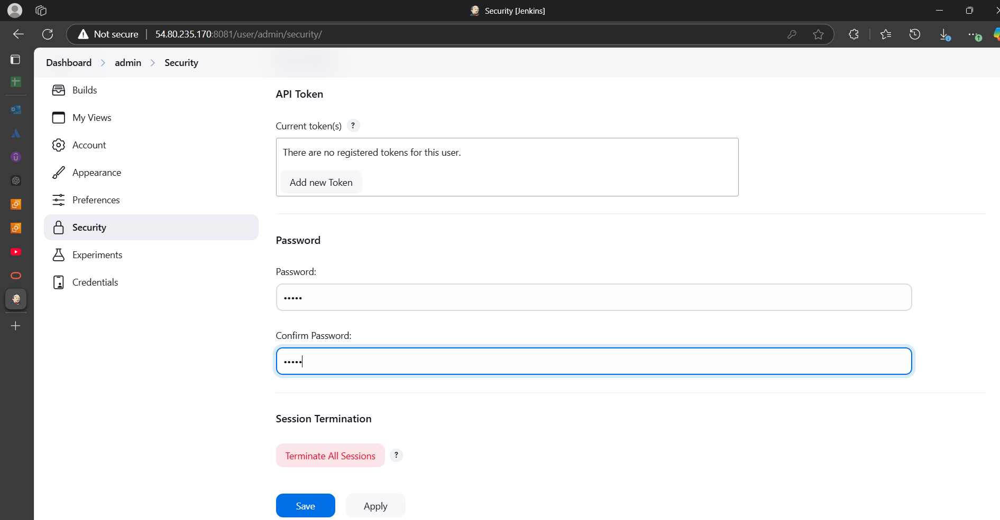 Security [Jenkins]
Not secure 54.80.235.170:8081/user/admin/security/
Dashboard admin Security
Builds
My Views
Account
Appearance
Preferences
Security
Experiments
Credentials
API Token
Current token(s) ?
There are no registered tokens for this user.
Add new Token
Password
Password:
•••••
Confirm Password:
•••••
Session Termination
Terminate All Sessions ?
Save Apply